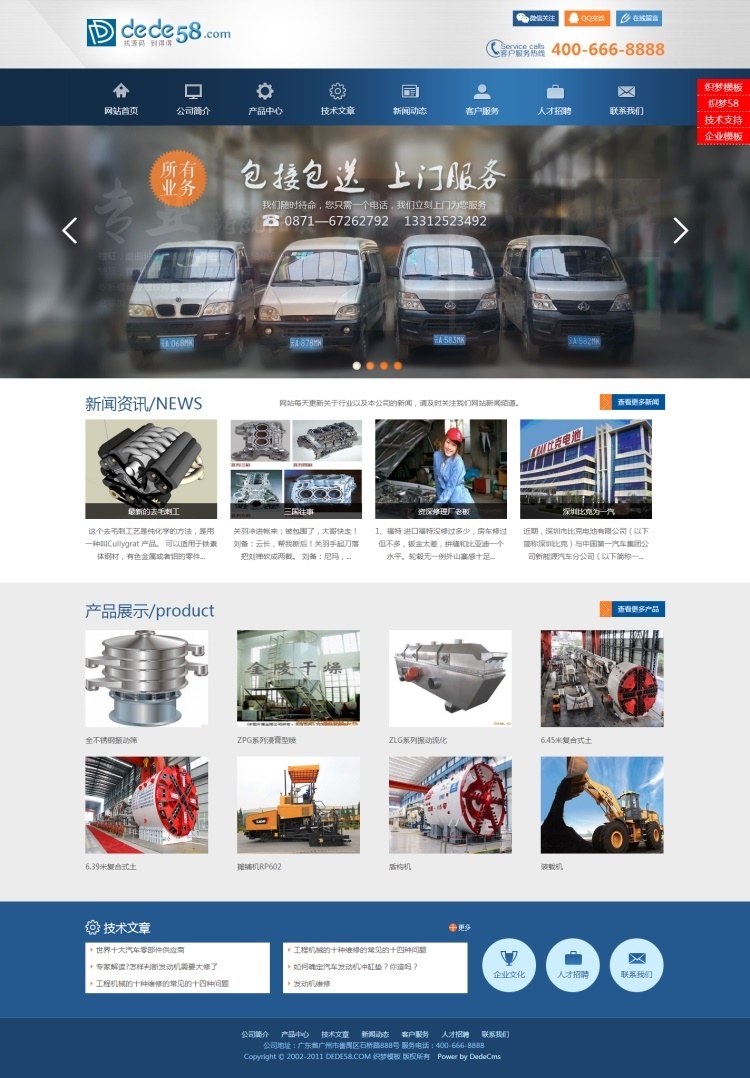 dede58.com
找源码 到得得
微信关注
QQ交谈
在线留言
Service calls
客户服务热线
400-666-8888
网站首页 公司简介 产品中心 技术文章 新闻动态 客户服务 人才招聘 联系我们
织梦模板
织梦58
技术支持
企业模板
所有
业务
包接包送 上门服务
我们随时待命，您只需一个电话，我们立刻上门为您服务
0871—67262792 13312523492
新闻资讯/NEWS
网站每天更新关于行业以及本公司的新闻，请及时关注我们网站新闻频道。
查看更多新闻
最新的去毛刺工
三国往事
资深修理厂老板
深圳比克为一汽
这个去毛刺工艺是纯化学的方法，是用
一种叫Cullygrat 产品。 可以适用于铁素
体钢材，有色金属或者铝的零件...
关羽冲进帐来：被包围了，大哥快走！
刘备：云长，帮我断后！关羽手起刀落
把刘禅砍成两截。 刘备：尼玛，...
1、福特 进口福特没修过多少，房车修过
但不多，钣金太差，拼缝和比亚迪一个
水平。轮毂无一例外山寨感十足...
近期，深圳市比克电池有限公司（以下
简称深圳比克）与中国第一汽车集团公
司新能源汽车分公司（以下简称一...
产品展示/product
查看更多产品
金陵干燥
全不锈钢振动筛
ZPG系列浸膏型喷
ZLG系列振动流化
6.45米复合式土
6.39米复合式土
摊铺机RP602
盾构机
装载机
技术文章
更多
世界十大汽车零部件供应商
专家解读?怎样判断发动机需要大修了
工程机械的十种维修的常见的十四种问题
工程机械的十种维修的常见的十四种问题
如何确定汽车发动机冲缸垫？你造吗？
发动机维修
企业文化
人才招聘
联系我们
公司简介 产品中心 技术文章 新闻动态 客户服务 人才招聘 联系我们
公司地址：广东省广州市番禺区石桥路888号 服务电话：400-666-8888
Copyright © 2002-2011 DEDE58.COM 织梦模板 版权所有 Power by DedeCms